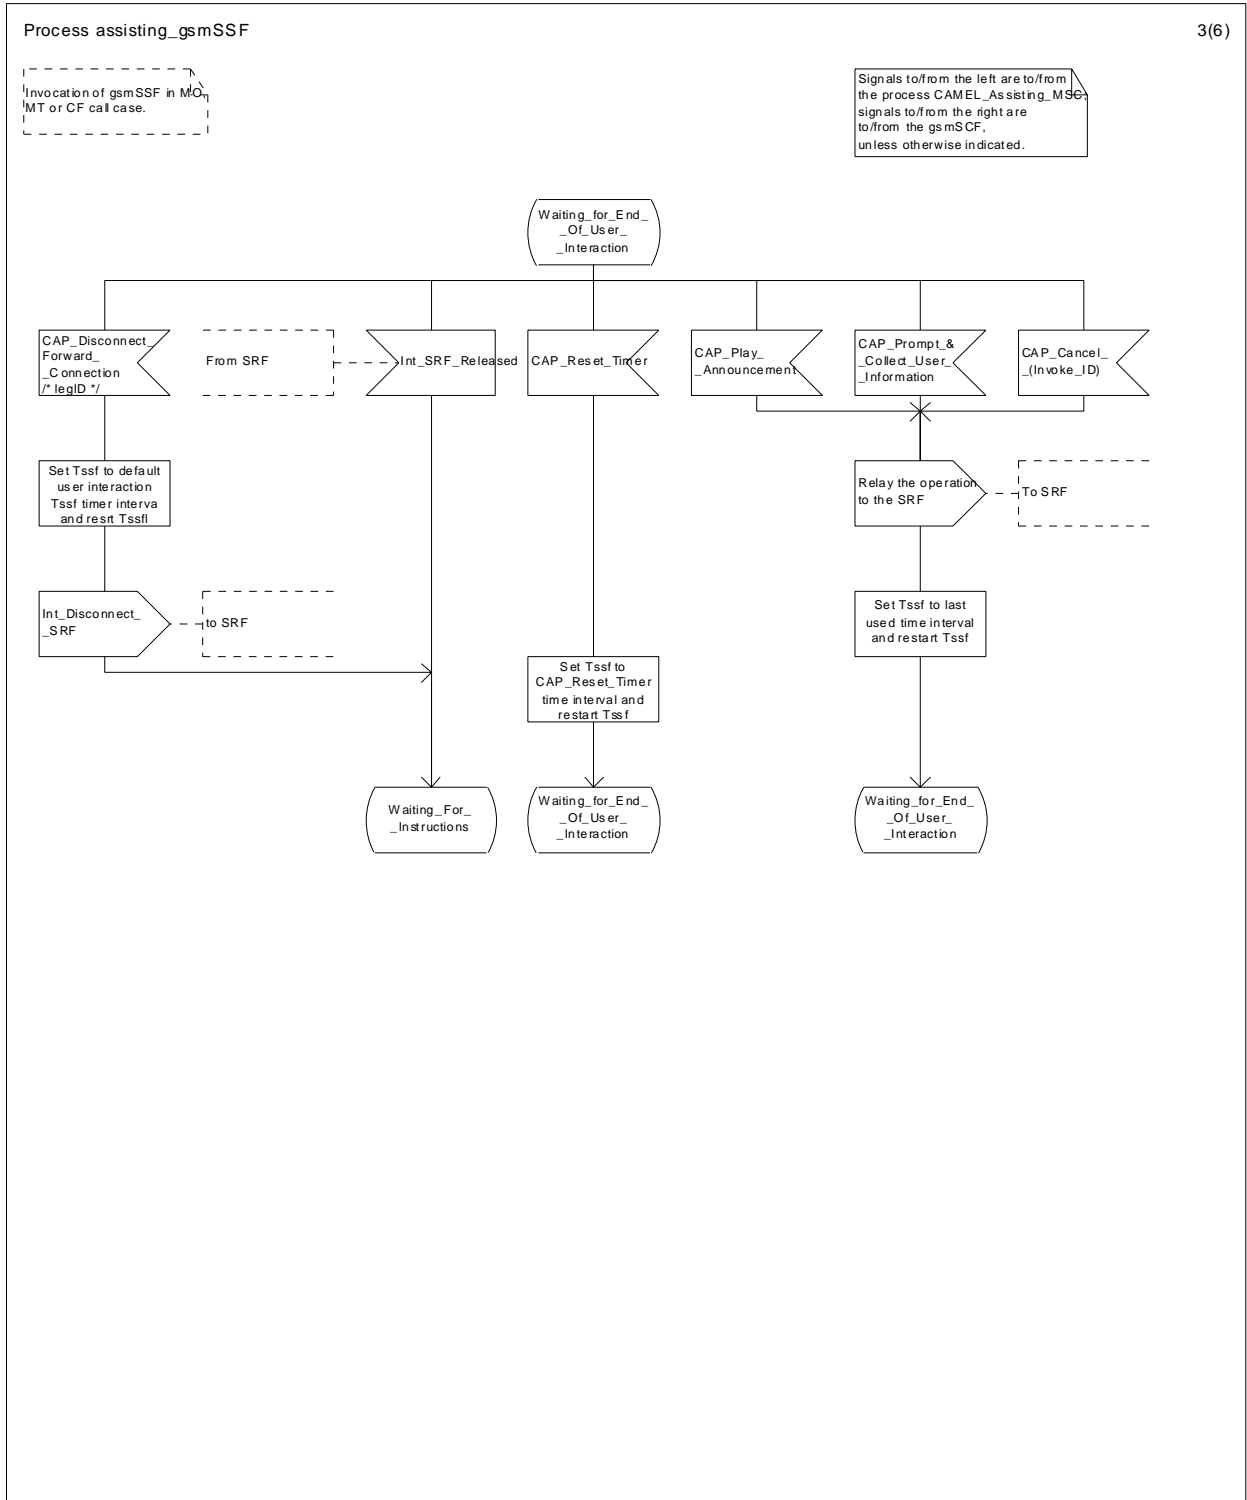 Process assisting_gsmSSF
3(6)
Invocation of gsmSSF in MO,
MT or CF call case.
Signals to/from the left are to/from
the process CAMEL_Assisting_MSC;
signals to/from the right are
to/from the gsmSCF,
unless otherwise indicated.
Waiting_for_End_
_Of_User_
_Interaction
CAP_Disconnect_
Forward_
_Connection
/* legID */
From SRF
Int_SRF_Released
CAP_Reset_Timer
CAP_Play_
_Announcement
CAP_Prompt_&
_Collect_User_
_Information
CAP_Cancel_
_(Invoke_ID)
Set Tssf to default
user interaction
Tssf timer interva
and resrt Tssfl
Relay the operation
to the SRF
To SRF
Int_Disconnect_
_SRF
to SRF
Set Tssf to last
used time interval
and restart Tssf
Set Tssf to
CAP_Reset_Timer
time interval and
restart Tssf
Waiting_For_
_Instructions
Waiting_for_End_
_Of_User_
_Interaction
Waiting_for_End_
_Of_User_
_Interaction